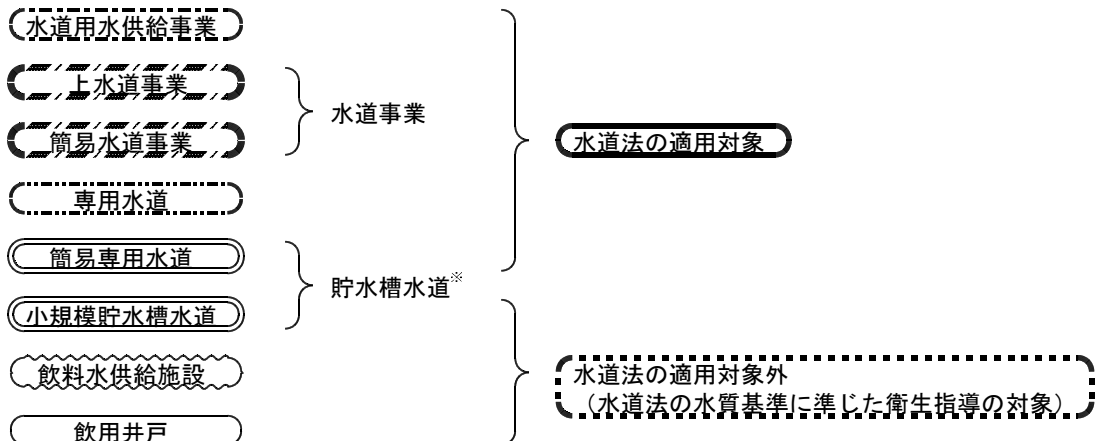 水道用水供給事業
上水道事業
簡易水道事業
水道事業
専用水道
水道法の適用対象
簡易専用水道
小規模貯水槽水道
貯水槽水道※
飲料水供給施設
飲用井戸
水道法の適用対象外
（水道法の水質基準に準じた衛生指導の対象）